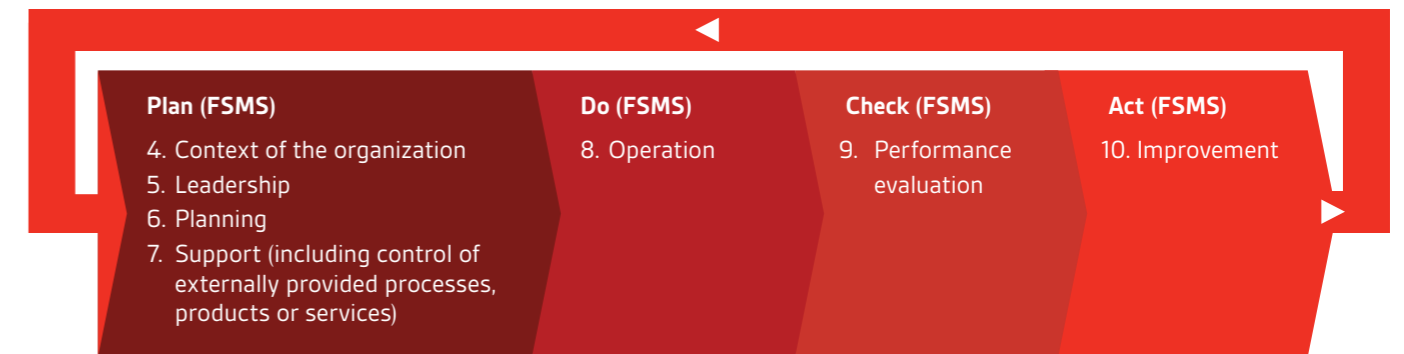 Plan (FSMS)
4. Context of the organization
5. Leadership
6. Planning
7. Support (including control of
externally provided processes,
products or services)
Do (FSMS)
8. Operation
Check (FSMS)
9. Performance
evaluation
Act (FSMS)
10. Improvement